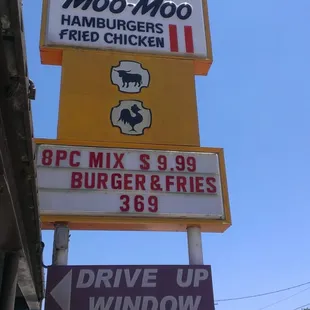 Moo-Moo
HAMBURGERS
FRIED CHICKEN
8PC MIX $ 9.99
BURGER & FRIES
369
DRIVE UP
WINDOW